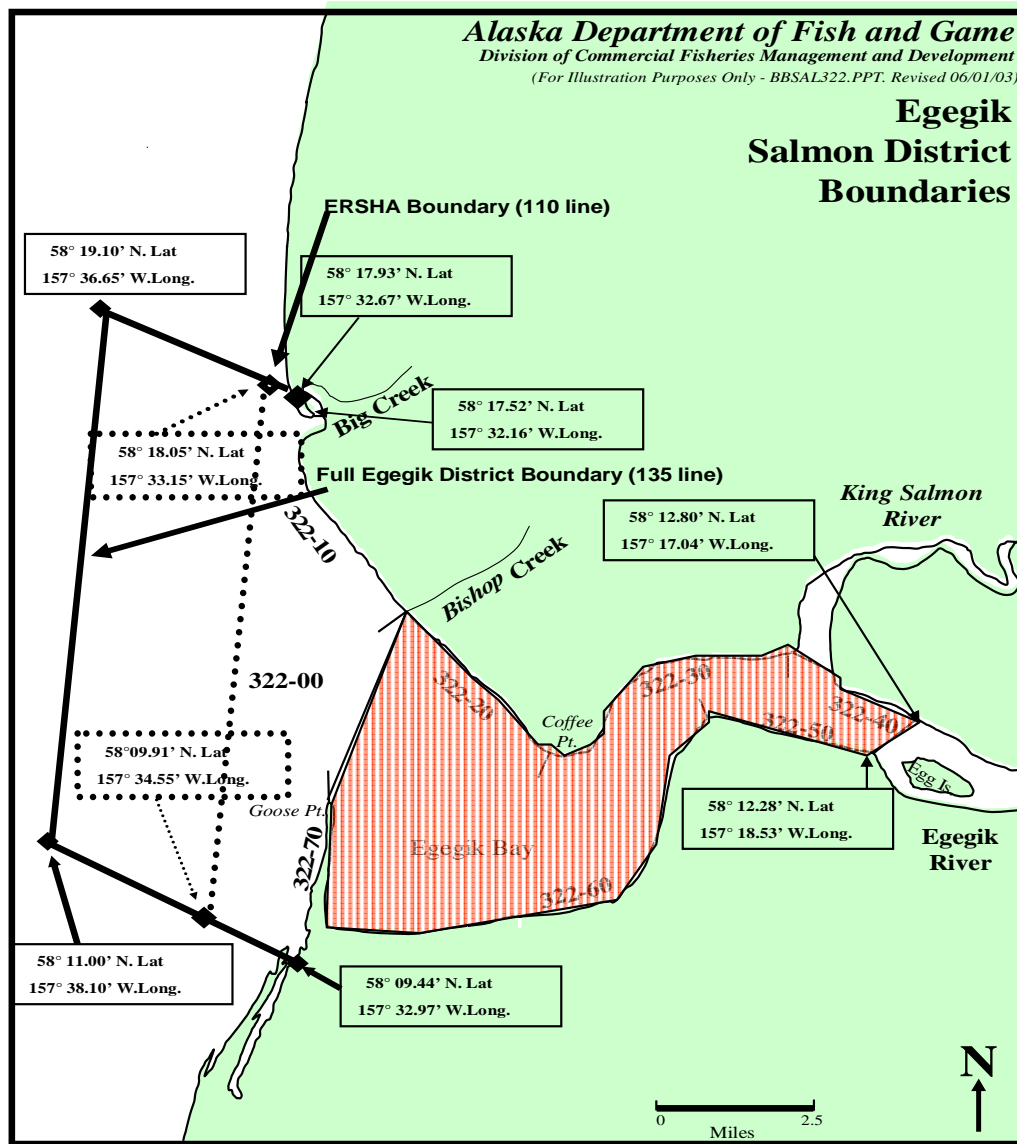 Alaska Department of Fish and Game
Division of Commercial Fisheries Management and Development
(For Illustration Purposes Only - BBSAL322.PPT. Revised 06/01/03)
Egegik
Salmon District
Boundaries
ERSHA Boundary (110 line)
58° 19.10' N. Lat
157° 36.65' W.Long.
58° 17.93' N. Lat
157° 32.67' W.Long.
Big Creek
58° 17.52' N. Lat
157° 32.16' W.Long.
58° 18.05' N. Lat
157° 33.15' W.Long.
Full Egegik District Boundary (135 line)
King Salmon
River
322-10
58° 12.80' N. Lat
157° 17.04' W.Long.
Bishop Creek
322-00
322-20
322-30
322-40
322-50
Coffee
Pt.
58°09.91' N. Lat
157° 34.55' W.Long.
Goose Pt.
Egg Is.
58° 12.28' N. Lat
157° 18.53' W.Long.
Egegik
River
322-70
Egegik Bay
322-60
58° 11.00' N. Lat
157° 38.10' W.Long.
58° 09.44' N. Lat
157° 32.97' W.Long.
N
0 2.5
Miles